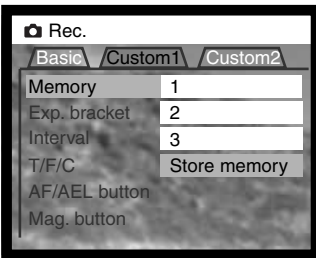 Rec.
Basic Custom1 Custom2
Memory 1
Exp. bracket 2
Interval 3
T/F/C Store memory
AF/AEL button
Mag. button